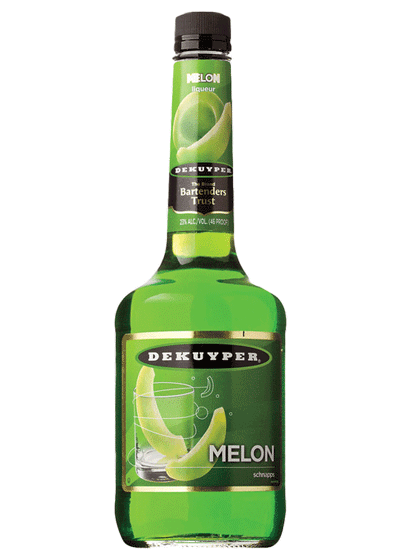 MELON
liqueur
DEKUYPER
The Brand
Bartenders
Trust
DEKUYPER
MELON
schnapps